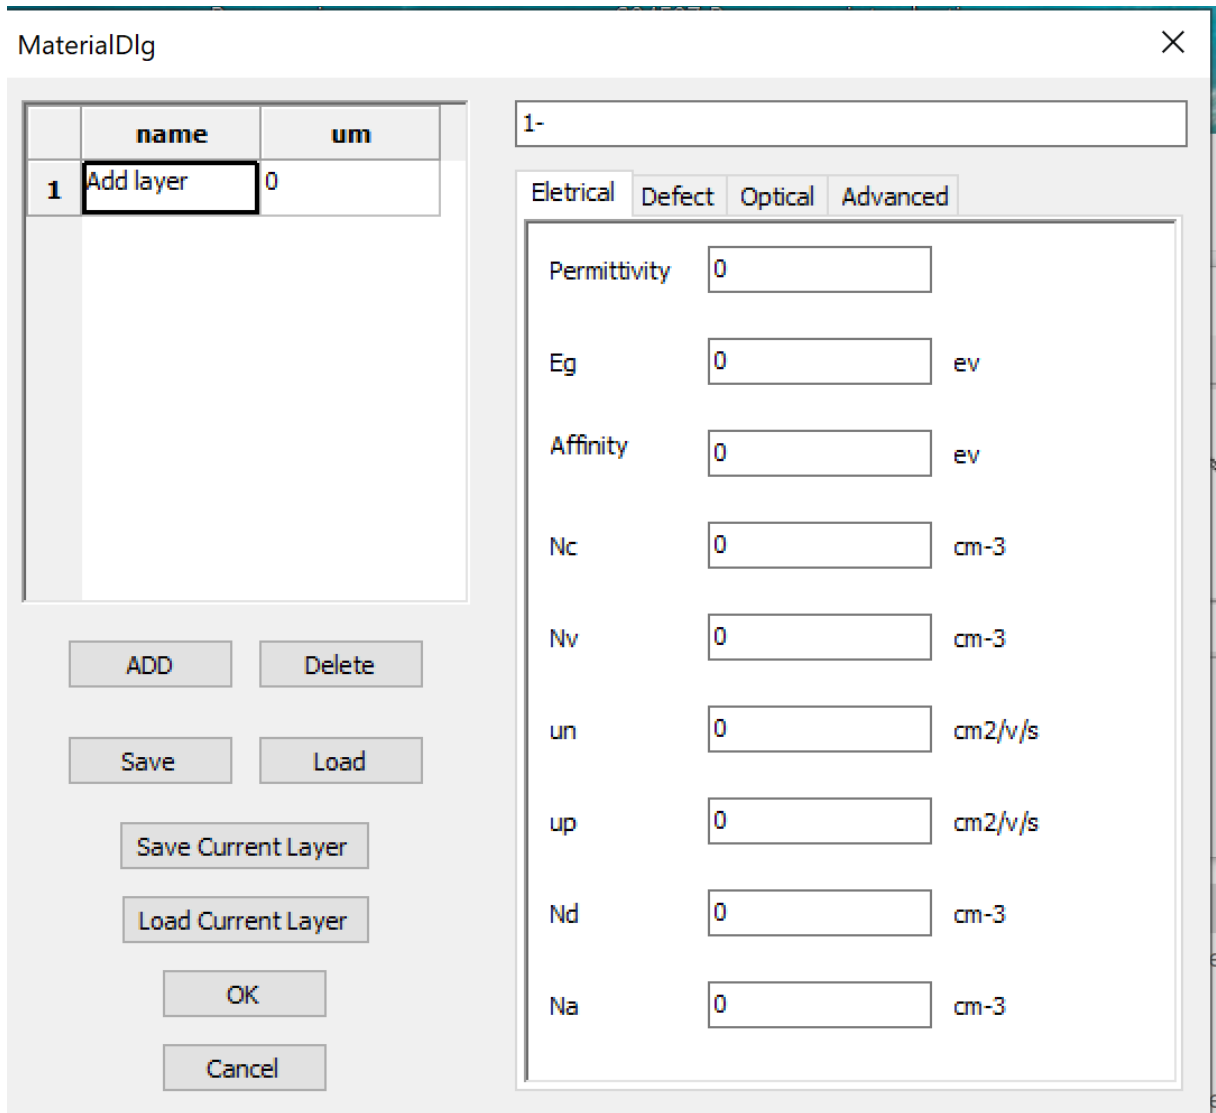 MaterialDlg
name um
1 Add layer 0
ADD Delete
Save Load
Save Current Layer
Load Current Layer
OK
Cancel
1-
Eletrical Defect Optical Advanced
Permittivity 0
Eg 0 ev
Affinity 0 ev
Nc 0 cm-3
Nv 0 cm-3
un 0 cm2/v/s
up 0 cm2/v/s
Nd 0 cm-3
Na 0 cm-3